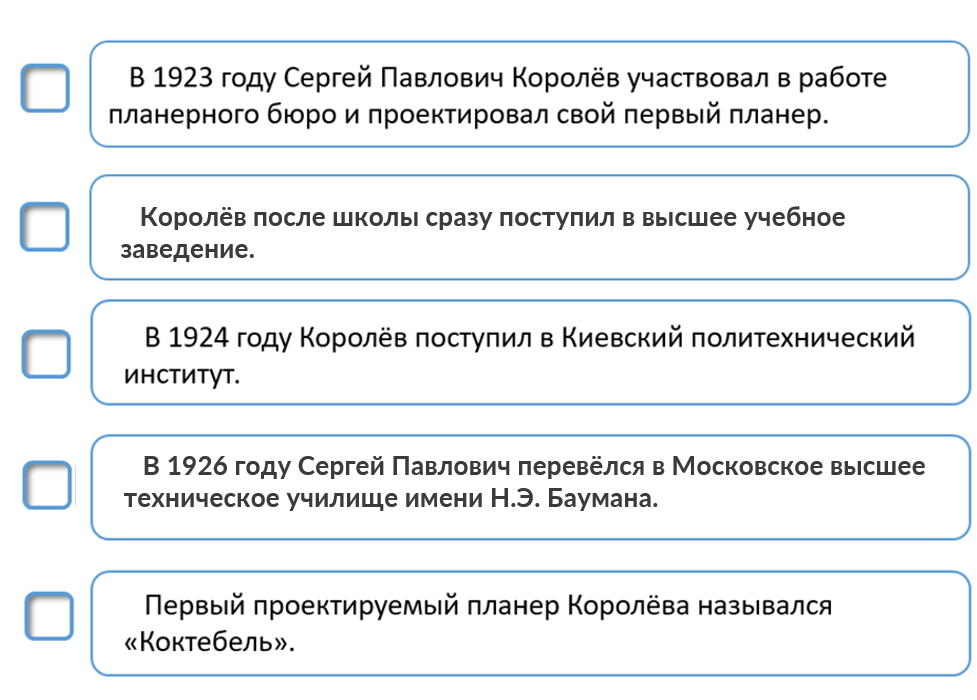 В 1923 году Сергей Павлович Королёв участвовал в работе
планерного бюро и проектировал свой первый планер.
Королёв после школы сразу поступил в высшее учебное
заведение.
В 1924 году Королёв поступил в Киевский политехнический
институт.
В 1926 году Сергей Павлович перевёлся в Московское высшее
техническое училище имени Н.Э. Баумана.
Первый проектируемый планер Королёва назывался
«Коктебель».